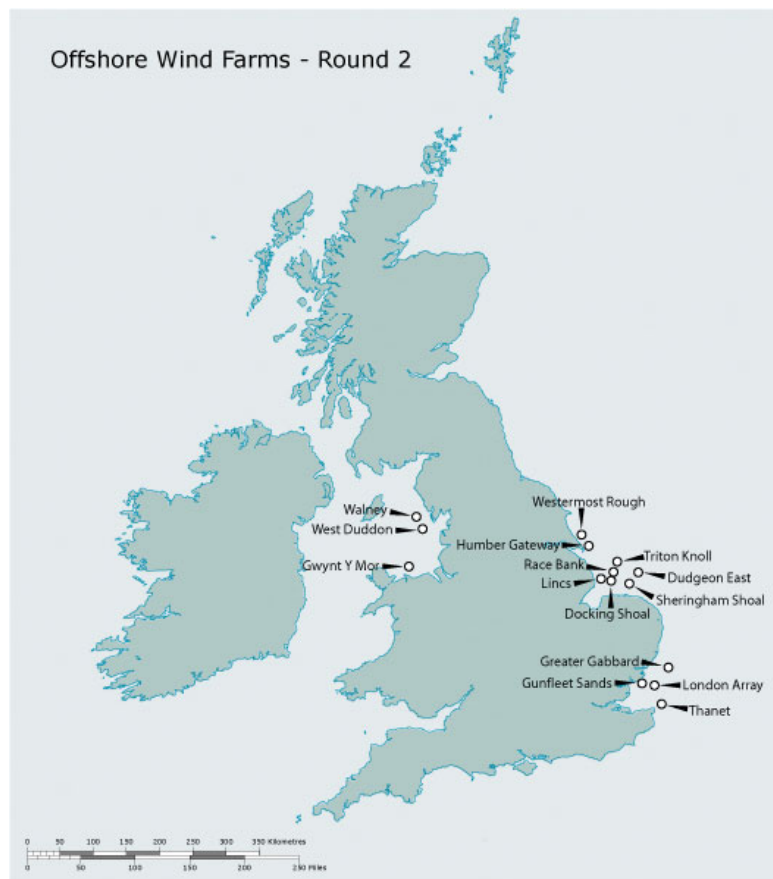 Offshore Wind Farms - Round 2
Westermost Rough
Walney
West Duddon
Humber Gateway
Triton Knoll
Race Bank
Gwynt Y Mor
Dudgeon East
Lincs
Sheringham Shoal
Docking Shoal
Greater Gabbard
Gunfleet Sands
London Array
Thanet
0 50 100 150 200 250 300 350 Kilometres
0 50 100 150 200 250 Miles